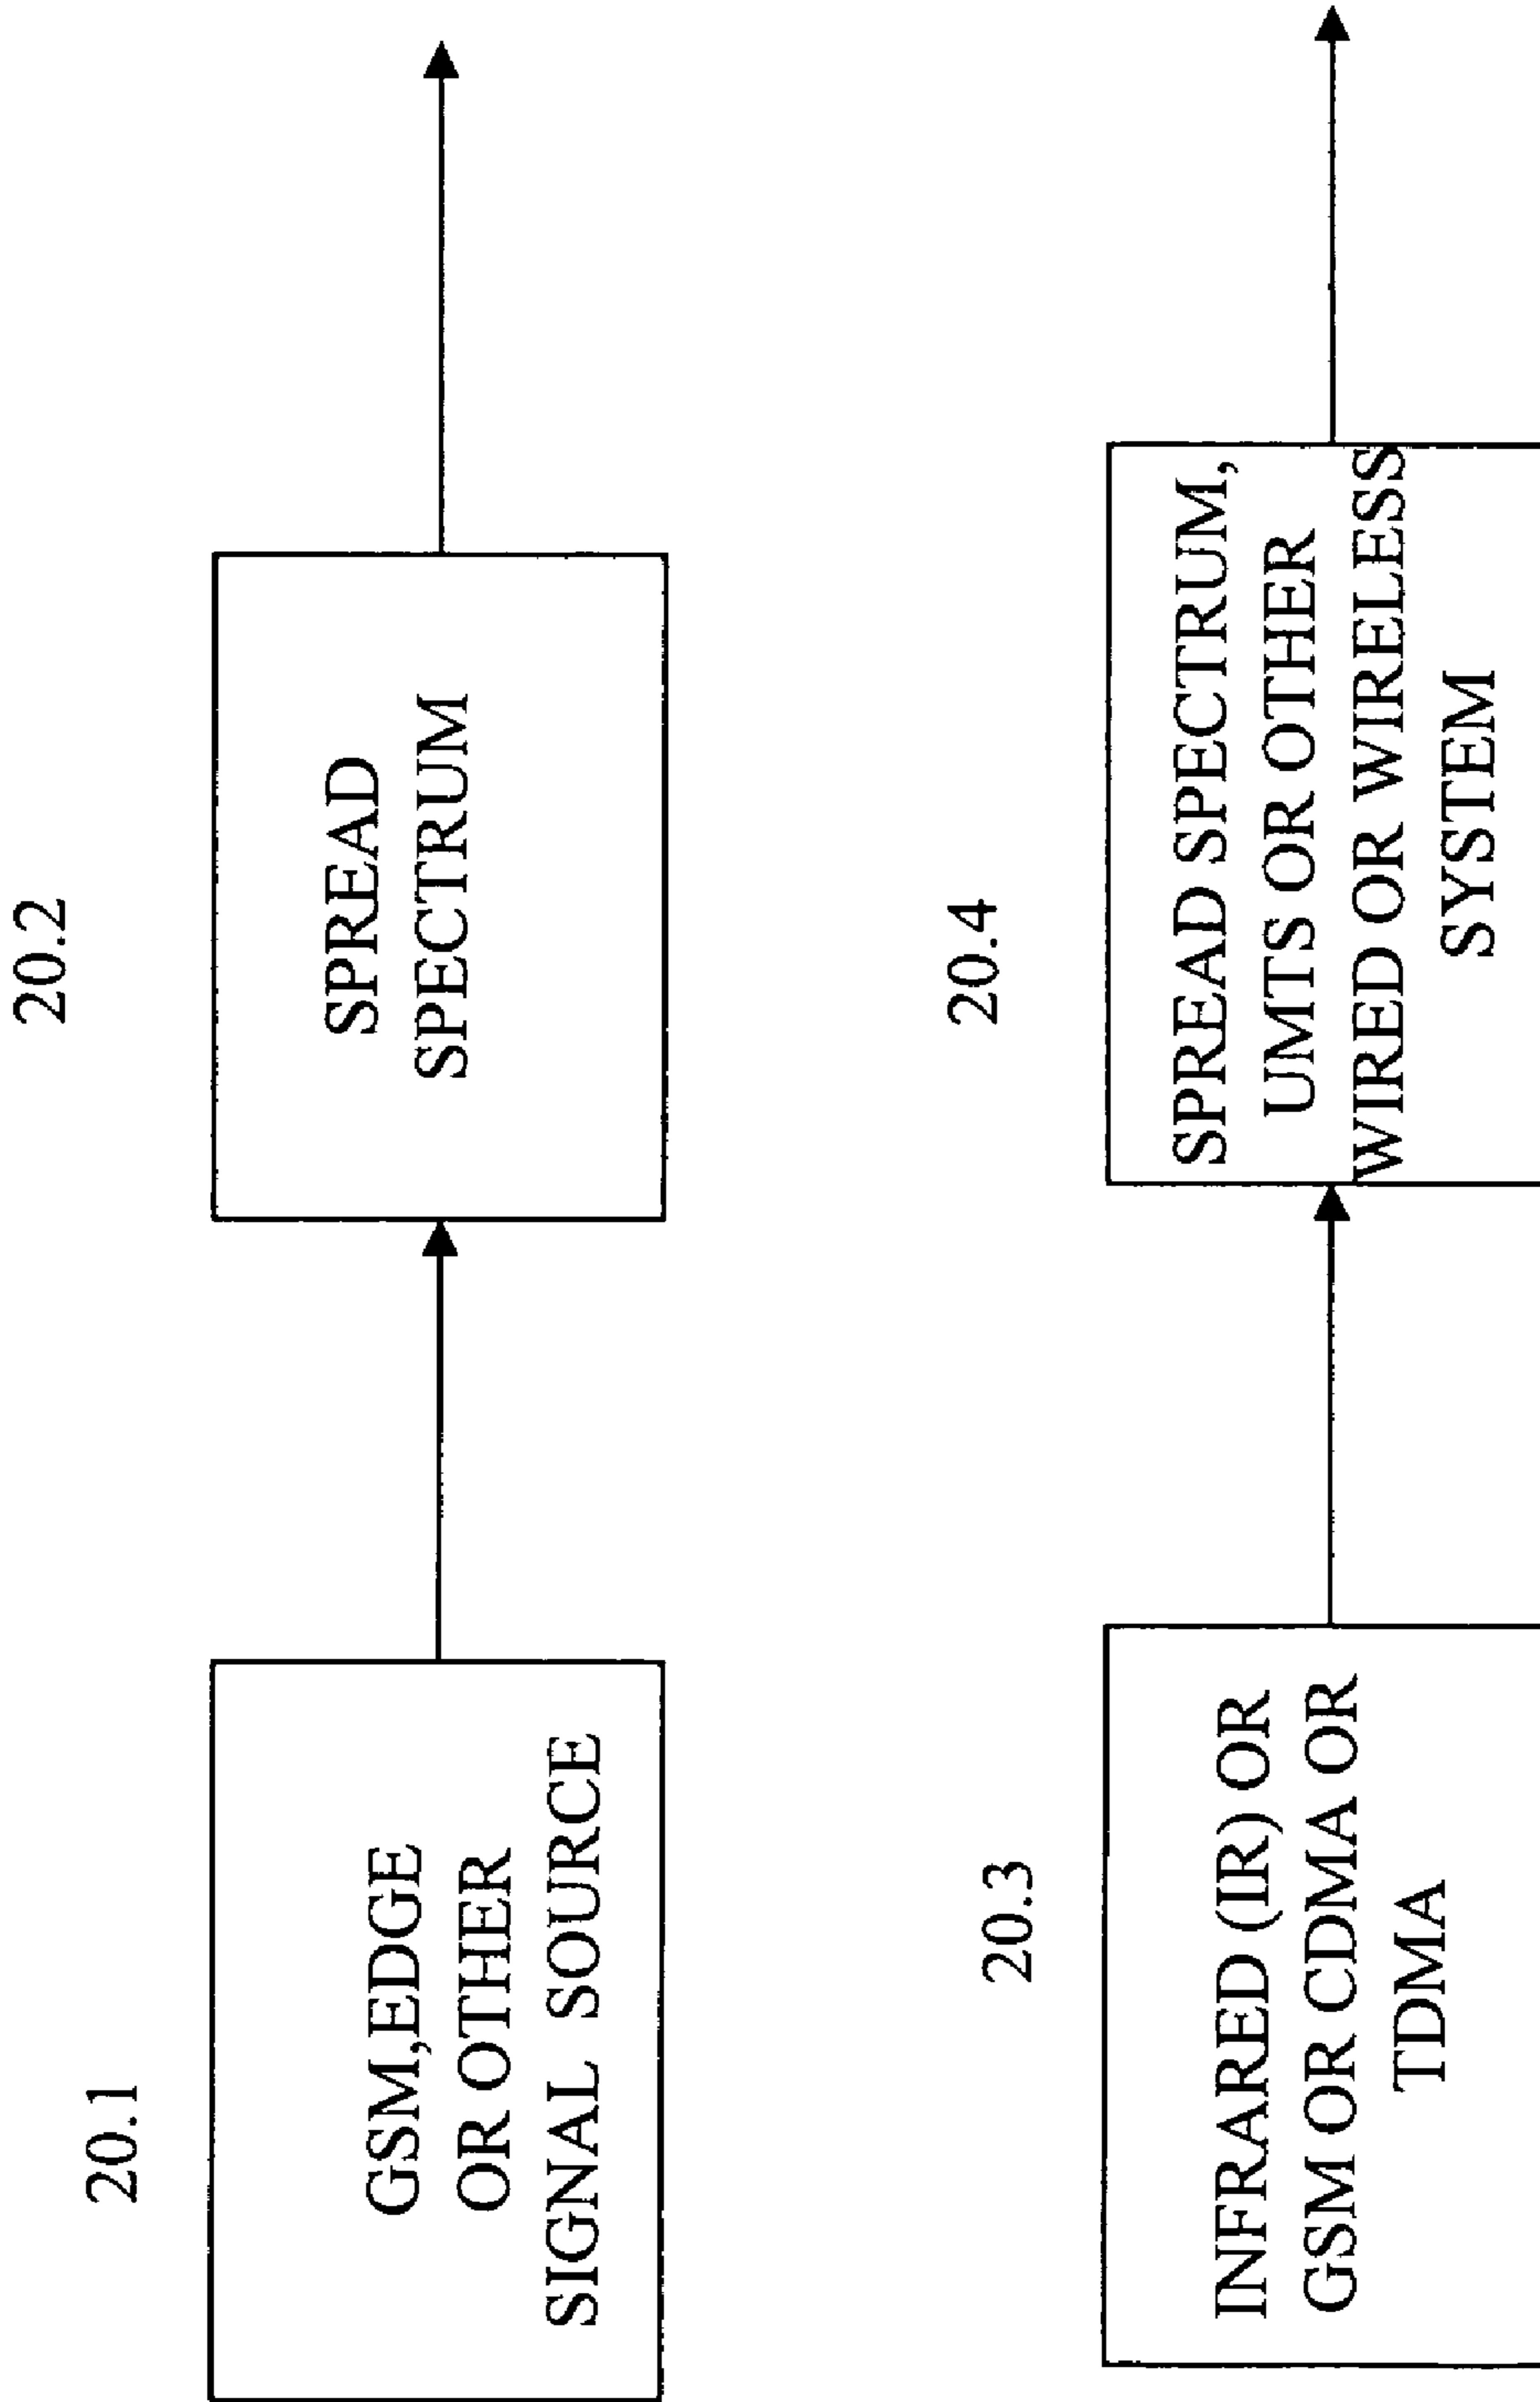 20.1
GSM,EDGE
OR OTHER
SIGNAL SOURCE
20.2
SPREAD
SPECTRUM
20.3
INFRARED (IR) OR
GSM OR CDMA OR
TDMA
20.4
SPREAD SPECTRUM,
UMTS OR OTHER
WIRED OR WIRELESS
SYSTEM